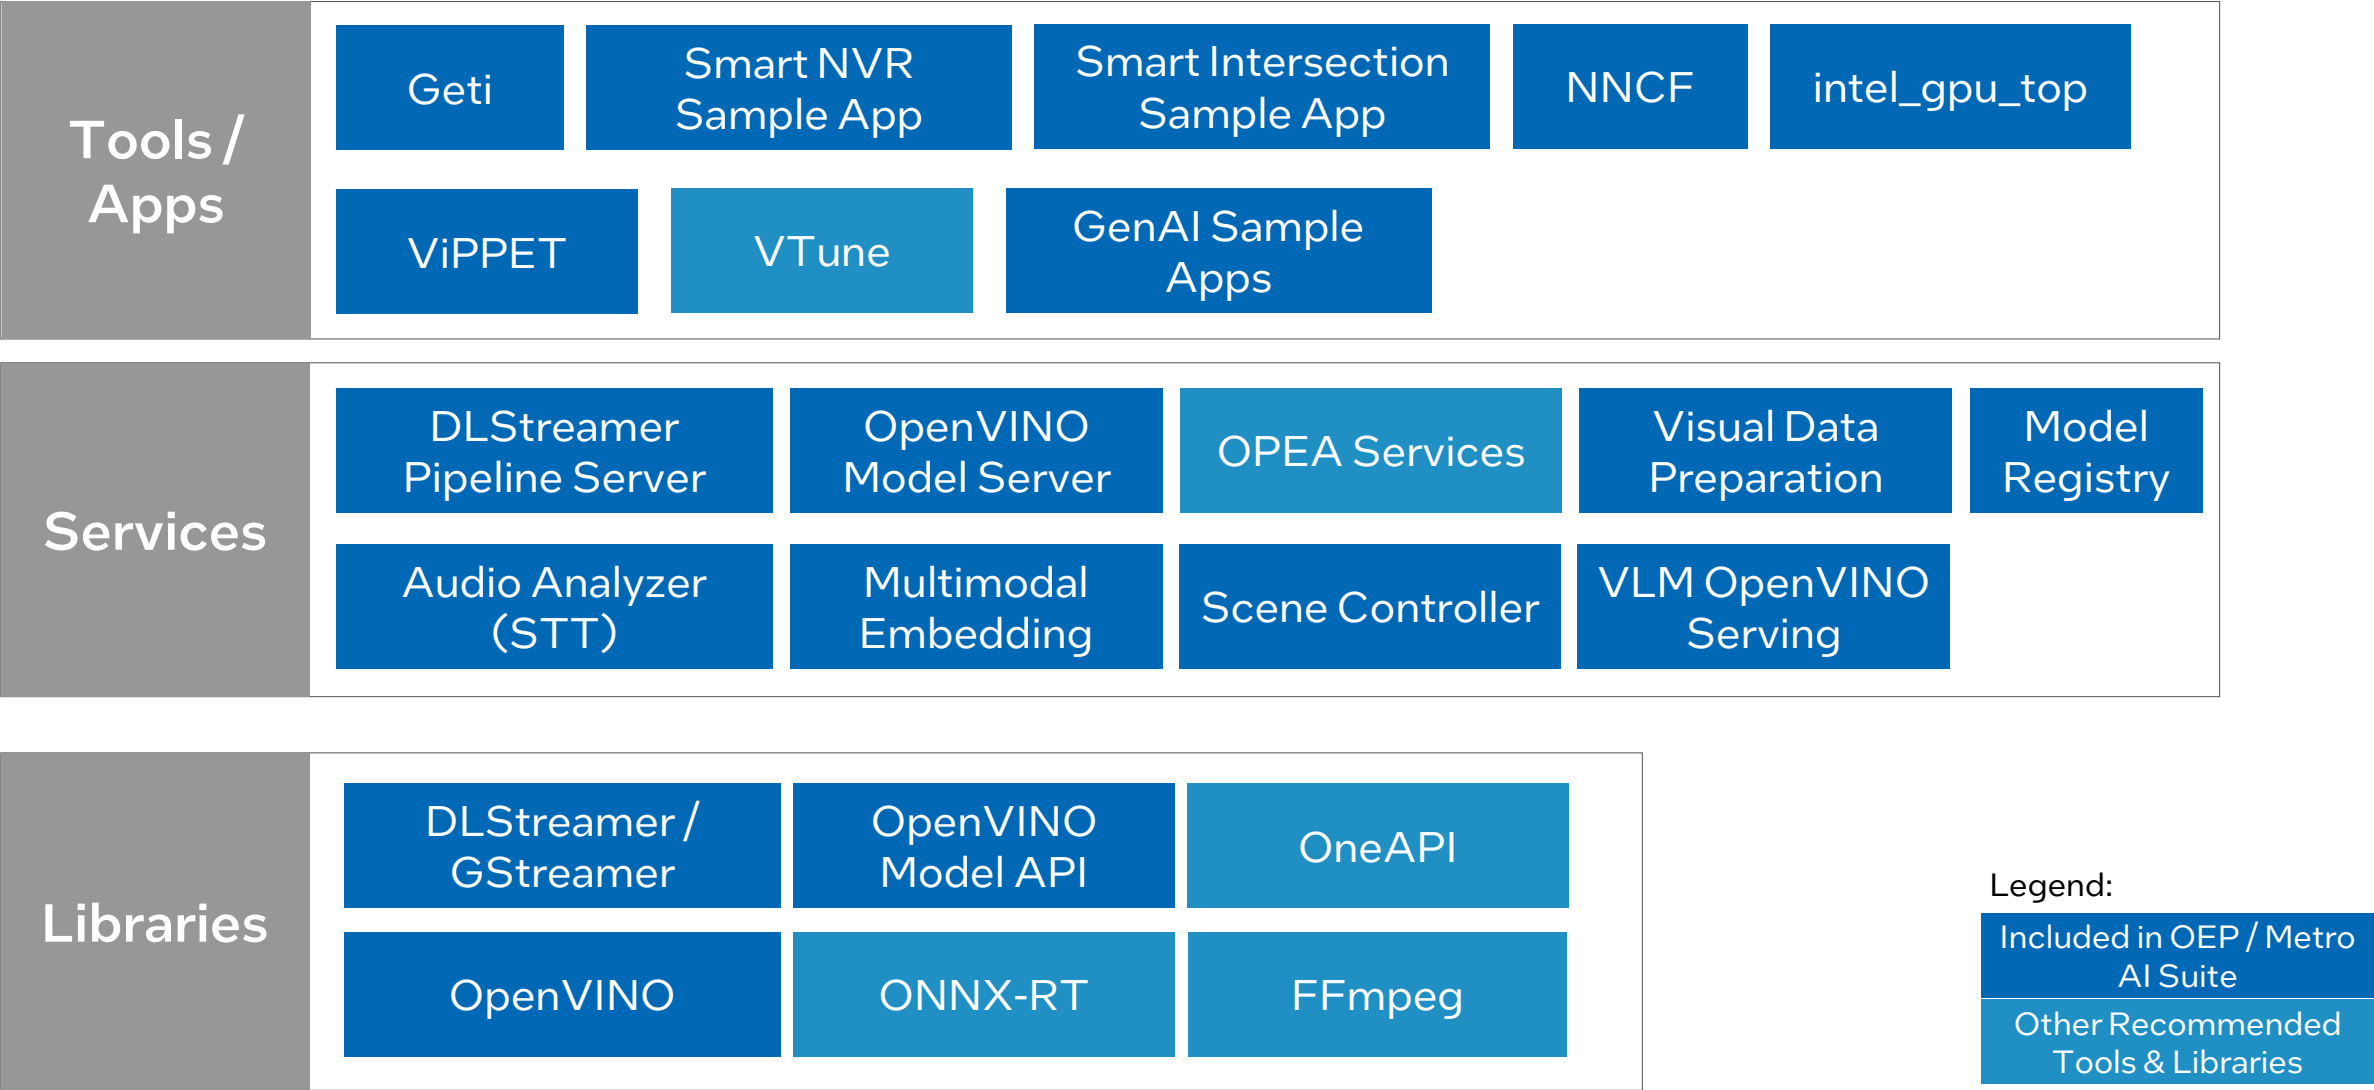 Tools /
Apps
Geti
Smart NVR
Sample App
Smart Intersection
Sample App
NNCF
intel_gpu_top
ViPPET
VTune
GenAI Sample
Apps
Services
DLStreamer
Pipeline Server
OpenVINO
Model Server
OPEA Services
Visual Data
Preparation
Model
Registry
Audio Analyzer
(STT)
Multimodal
Embedding
Scene Controller
VLM OpenVINO
Serving
Libraries
DLStreamer /
GStreamer
OpenVINO
Model API
OneAPI
OpenVINO
ONNX-RT
FFmpeg
Legend:
Included in OEP / Metro
AI Suite
Other Recommended
Tools & Libraries